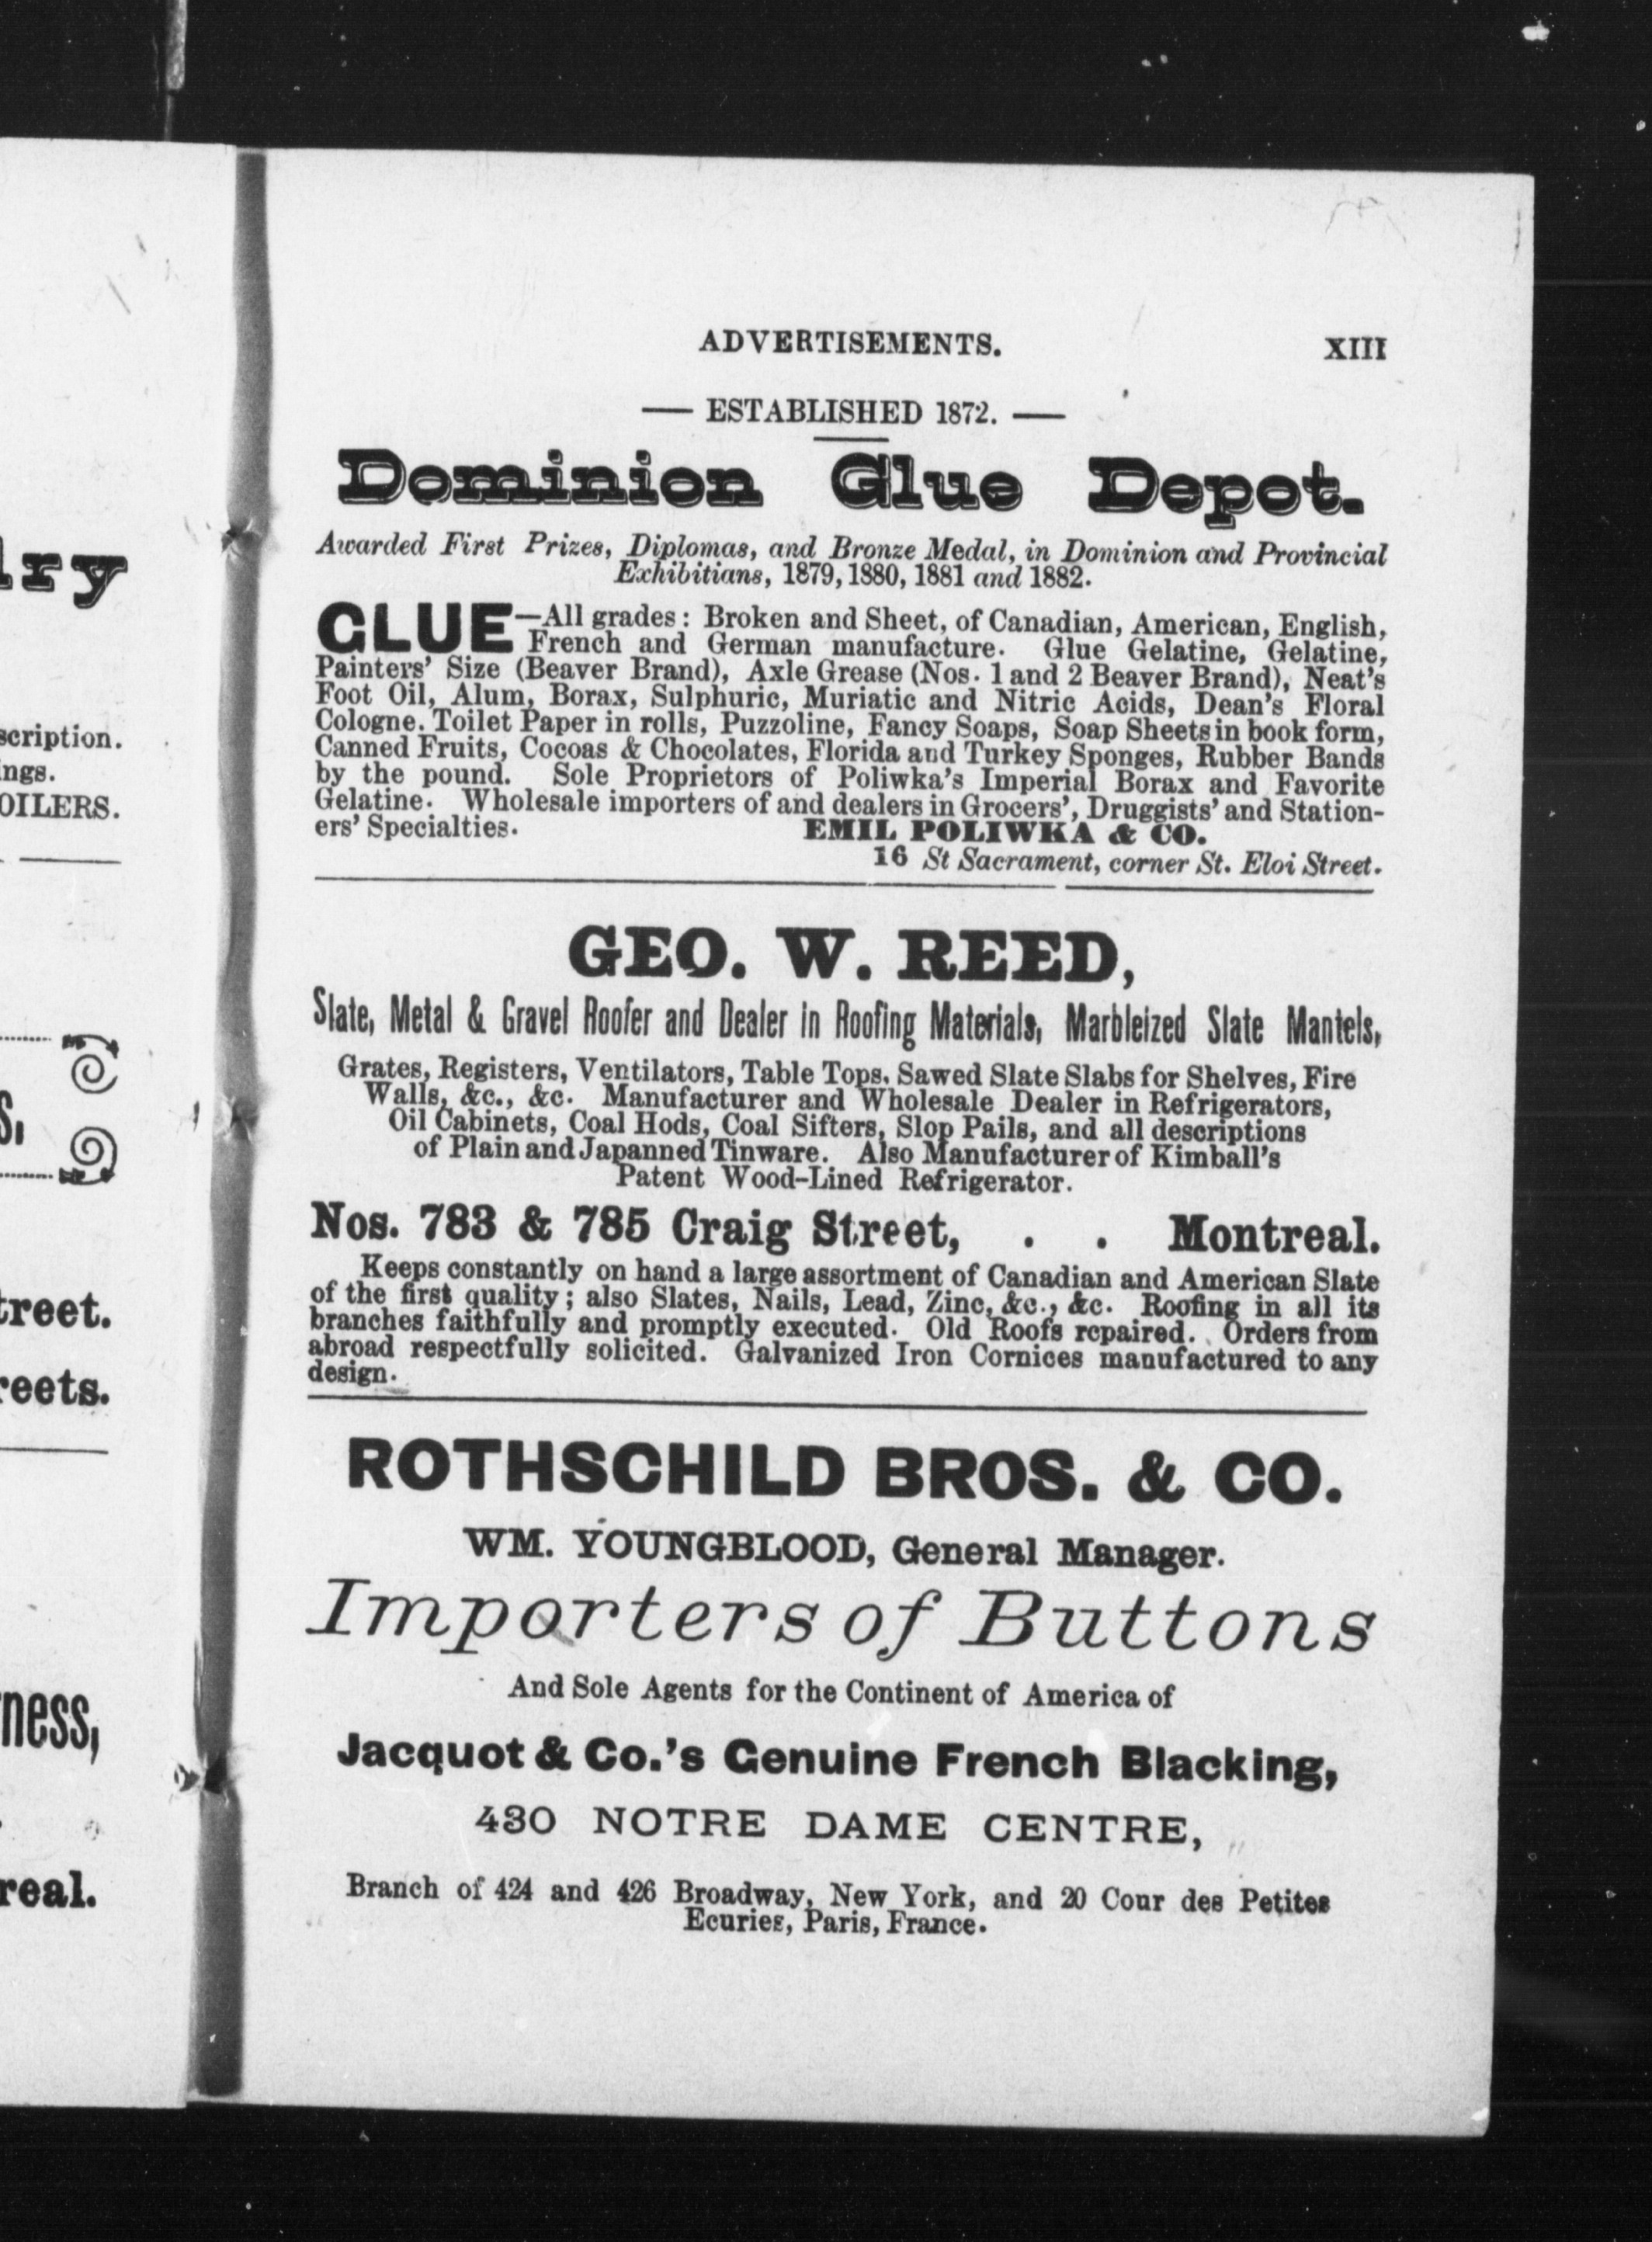 lry
scription.
ings.
OILERS.
s,
treet.
reets.
ness,
real.
ADVERTISEMENTS. XIII
— ESTABLISHED 1872. —
Dominion Glue Depot.
Awarded First Prizes, Diplomas, and Bronze Medal, in Dominion and Provincial
Exhibitians, 1879, 1880, 1881 and 1882.
GLUE—All grades: Broken and Sheet, of Canadian, American, English,
French and German manufacture. Glue Gelatine, Gelatine,
Painters' Size (Beaver Brand), Axle Grease (Nos. 1 and 2 Beaver Brand), Neat's
Foot Oil, Alum, Borax, Sulphuric, Muriatic and Nitric Acids, Dean's Floral
Cologne. Toilet Paper in rolls, Puzzoline, Fancy Soaps, Soap Sheets in book form,
Canned Fruits, Cocoas & Chocolates, Florida and Turkey Sponges, Rubber Bands
by the pound. Sole Proprietors of Poliwka's Imperial Borax and Favorite
Gelatine. Wholesale importers of and dealers in Grocers', Druggists' and Station-
ers' Specialties. EMIL POLIWKA & CO.
16 St Sacrament, corner St. Eloi Street.
GEO. W. REED,
Slate, Metal & Gravel Roofer and Dealer in Roofing Materials, Marbleized Slate Mantels,
Grates, Registers, Ventilators, Table Tops, Sawed Slate Slabs for Shelves, Fire
Walls, &c., &c. Manufacturer and Wholesale Dealer in Refrigerators,
Oil Cabinets, Coal Hods, Coal Sifters, Slop Pails, and all descriptions
of Plain and Japanned Tinware. Also Manufacturer of Kimball's
Patent Wood-Lined Refrigerator.
Nos. 783 & 785 Craig Street, . . Montreal.
Keeps constantly on hand a large assortment of Canadian and American Slate
of the first quality; also Slates, Nails, Lead, Zinc, &c., &c. Roofing in all its
branches faithfully and promptly executed. Old Roofs repaired. Orders from
abroad respectfully solicited. Galvanized Iron Cornices manufactured to any
design.
ROTHSCHILD BROS. & CO.
WM. YOUNGBLOOD, General Manager.
Importers of Buttons
And Sole Agents for the Continent of America of
Jacquot & Co.'s Genuine French Blacking,
430 NOTRE DAME CENTRE,
Branch of 424 and 426 Broadway, New York, and 20 Cour des Petites
Ecuries, Paris, France.